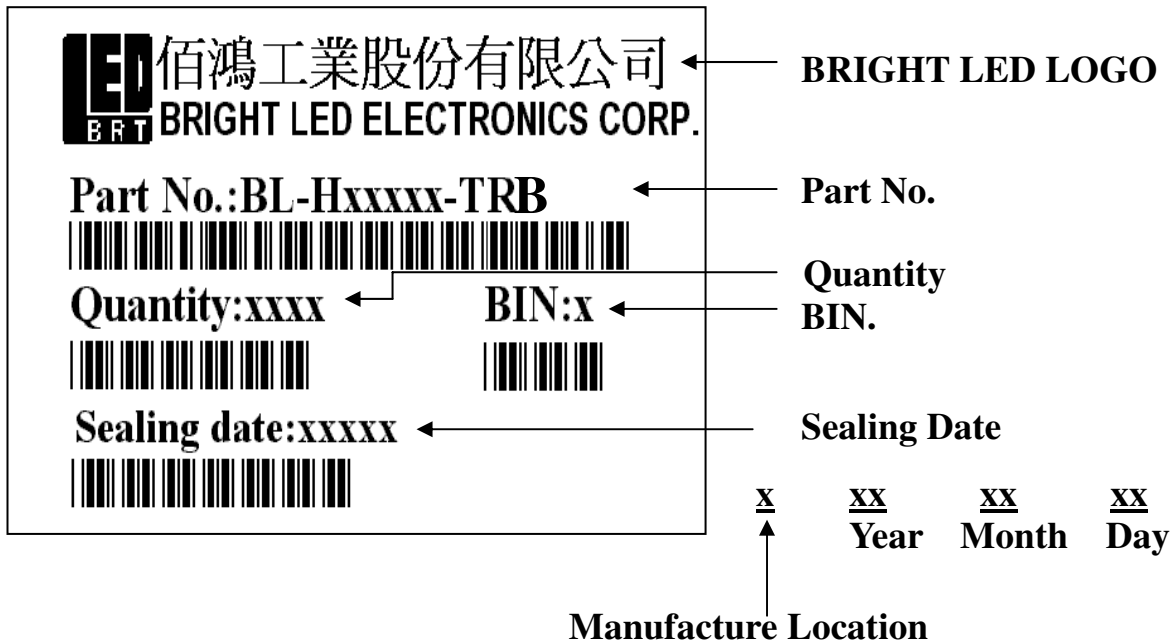 LED
佰鴻工業股份有限公司
BRT
BRIGHT LED ELECTRONICS CORP.
BRIGHT LED LOGO
Part No.:BL-Hxxxxx-TRB
Part No.
Quantity:xxxx
BIN:x
Quantity
BIN.
Sealing date:xxxxx
Sealing Date
x xx xx xx
Year Month Day
Manufacture Location